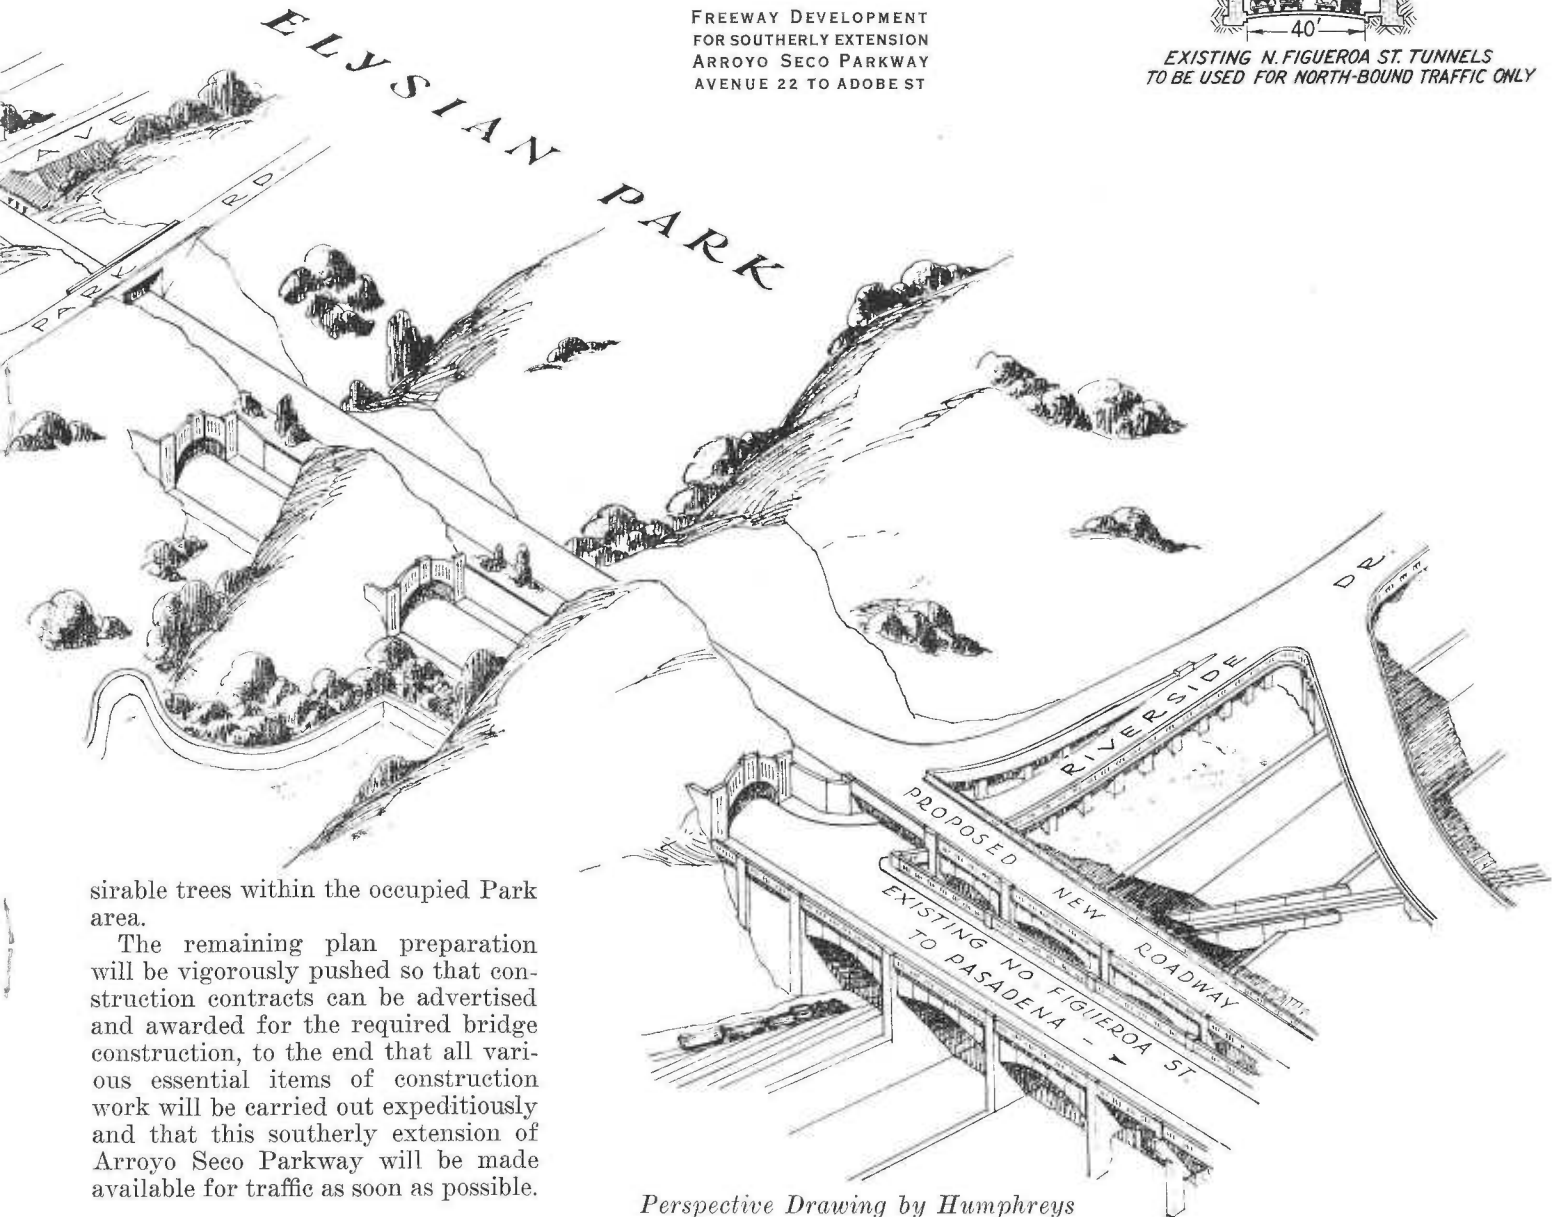 ELYSIAN PARK
FREEWAY DEVELOPMENT
FOR SOUTHERLY EXTENSION
ARROYO SECO PARKWAY
AVENUE 22 TO ADOBE ST
40'
EXISTING N. FIGUEROA ST. TUNNELS
TO BE USED FOR NORTH-BOUND TRAFFIC ONLY
AVE
PARK RD
RIVERSIDE DR.
PROPOSED NEW ROADWAY
EXISTING NO FIGUEROA ST.
TO PASADENA
sirable trees within the occupied Park
area.
The remaining plan preparation
will be vigorously pushed so that con-
struction contracts can be advertised
and awarded for the required bridge
construction, to the end that all vari-
ous essential items of construction
work will be carried out expeditiously
and that this southerly extension of
Arroyo Seco Parkway will be made
available for traffic as soon as possible.
Perspective Drawing by Humphreys